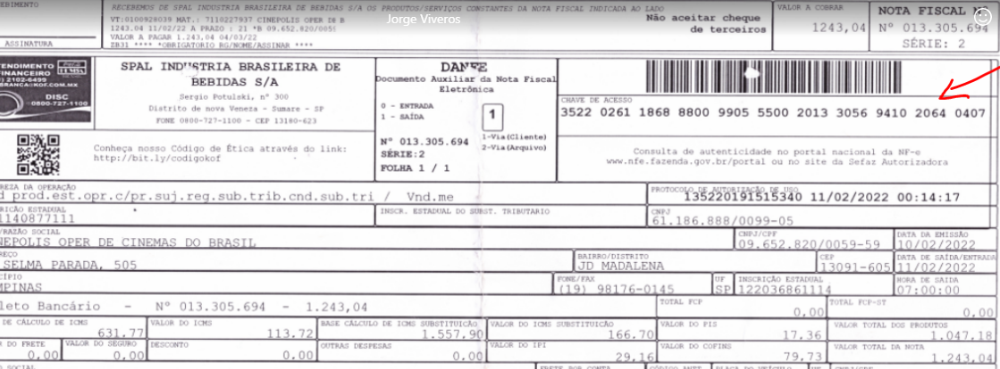 EBIMENTO
ASSINATURA
RECEBEMOS DE SPAL INDUSTRIA BRASILEIRA DE BEBIDAS S/A OS PRODUTOS/SERVIÇOS CONSTANTES DA NOTA FISCAL INDICADA AO LADO
VT:0100928039 MAT.: 7110227937 CINEPOLIS OPER DE B
Jorge Viveros
1243.04 11/02/22 A PRAZO : 21 *B 09.652.820/005
VALOR A PAGAR 1.243,04 04/03/22
ZB31 **** *OBRIGATORIO RG/NOME/ASSINAR ****
Não aceitar cheque
de terceiros
VALOR A COBRAR
1243,04
NOTA FISCAL
Nº 013.305.694
SÉRIE: 2
ENDIMENTO
FINANCEIRO
) 2102-6499
BRANCA@KOF.COM.MX
FEMSA
DISC
0800-727-1100
SPAL INDUSTRIA BRASILEIRA DE
BEBIDAS S/A
Sergio Potulski, nº 300
Distrito de nova Veneza - Sumare - SP
FONE 0800-727-1100 - CEP 13180-623
Conheça nosso Código de Ética através do link:
http://bit.ly/codigokof
DANFE
Documento Auxiliar da Nota Fiscal
Eletrônica
0 - ENTRADA
1 - SAÍDA
1
1-Via(Cliente)
2-Via(Arquivo)
Nº 013.305.694
SÉRIE:2
FOLHA 1 / 1
CHAVE DE ACESSO
3522 0261 1868 8800 9905 5500 2013 3056 9410 2064 0407
Consulta de autenticidade no portal nacional da NF-e
www.nfe.fazenda.gov.br/portal ou no site da Sefaz Autorizadora
REZA DA OPERAÇÃO
d prod.est.opr.c/pr.suj.reg.sub.trib.cnd.sub.tri / Vnd.me
PROTOCOLO DE AUTORIZAÇÃO DE USO
135220191515340 11/02/2022 00:14:17
RIÇÃO ESTADUAL
1140877111
INSCR. ESTADUAL DO SUBST. TRIBUTARIO
CNPJ
61.186.888/0099-05
/RAZÃO SOCIAL
NEPOLIS OPER DE CINEMAS DO BRASIL
CNPJ/CPF
09.652.820/0059-59
DATA DA EMISSÃO
10/02/2022
REÇO
SELMA PARADA, 505
BAIRRO/DISTRITO
JD MADALENA
CEP
13091-605
DATA DE SAÍDA/ENTRADA
11/02/2022
CÍPIO
MPINAS
FONE/FAX
(19) 98176-0145
UF
SP
INSCRIÇÃO ESTADUAL
122036861114
HORA DE SAIDA
07:00:00
leto Bancário - Nº 013.305.694 - 1.243,04
TOTAL FCP
0,00
TOTAL FCP-ST
0,00
DE CÁLCULO DE ICMS
631.77
VALOR DO ICMS
113.72
BASE CÁLCULO DE ICMS SUBSTITUICÃO
1.557.90
VALOR DO ICMS SUBSTITUICÃO
166.70
VALOR DO PIS
17.36
VALOR TOTAL DOS PRODUTOS
1.047,18
R DO FRETE
0.00
VALOR DO SEGURO
0.00
DESCONTO
0.00
OUTRAS DESPESAS
0.00
VALOR DO IPI
29.16
VALOR DO COFINS
79.73
VALOR TOTAL DA NOTA
1.243,04